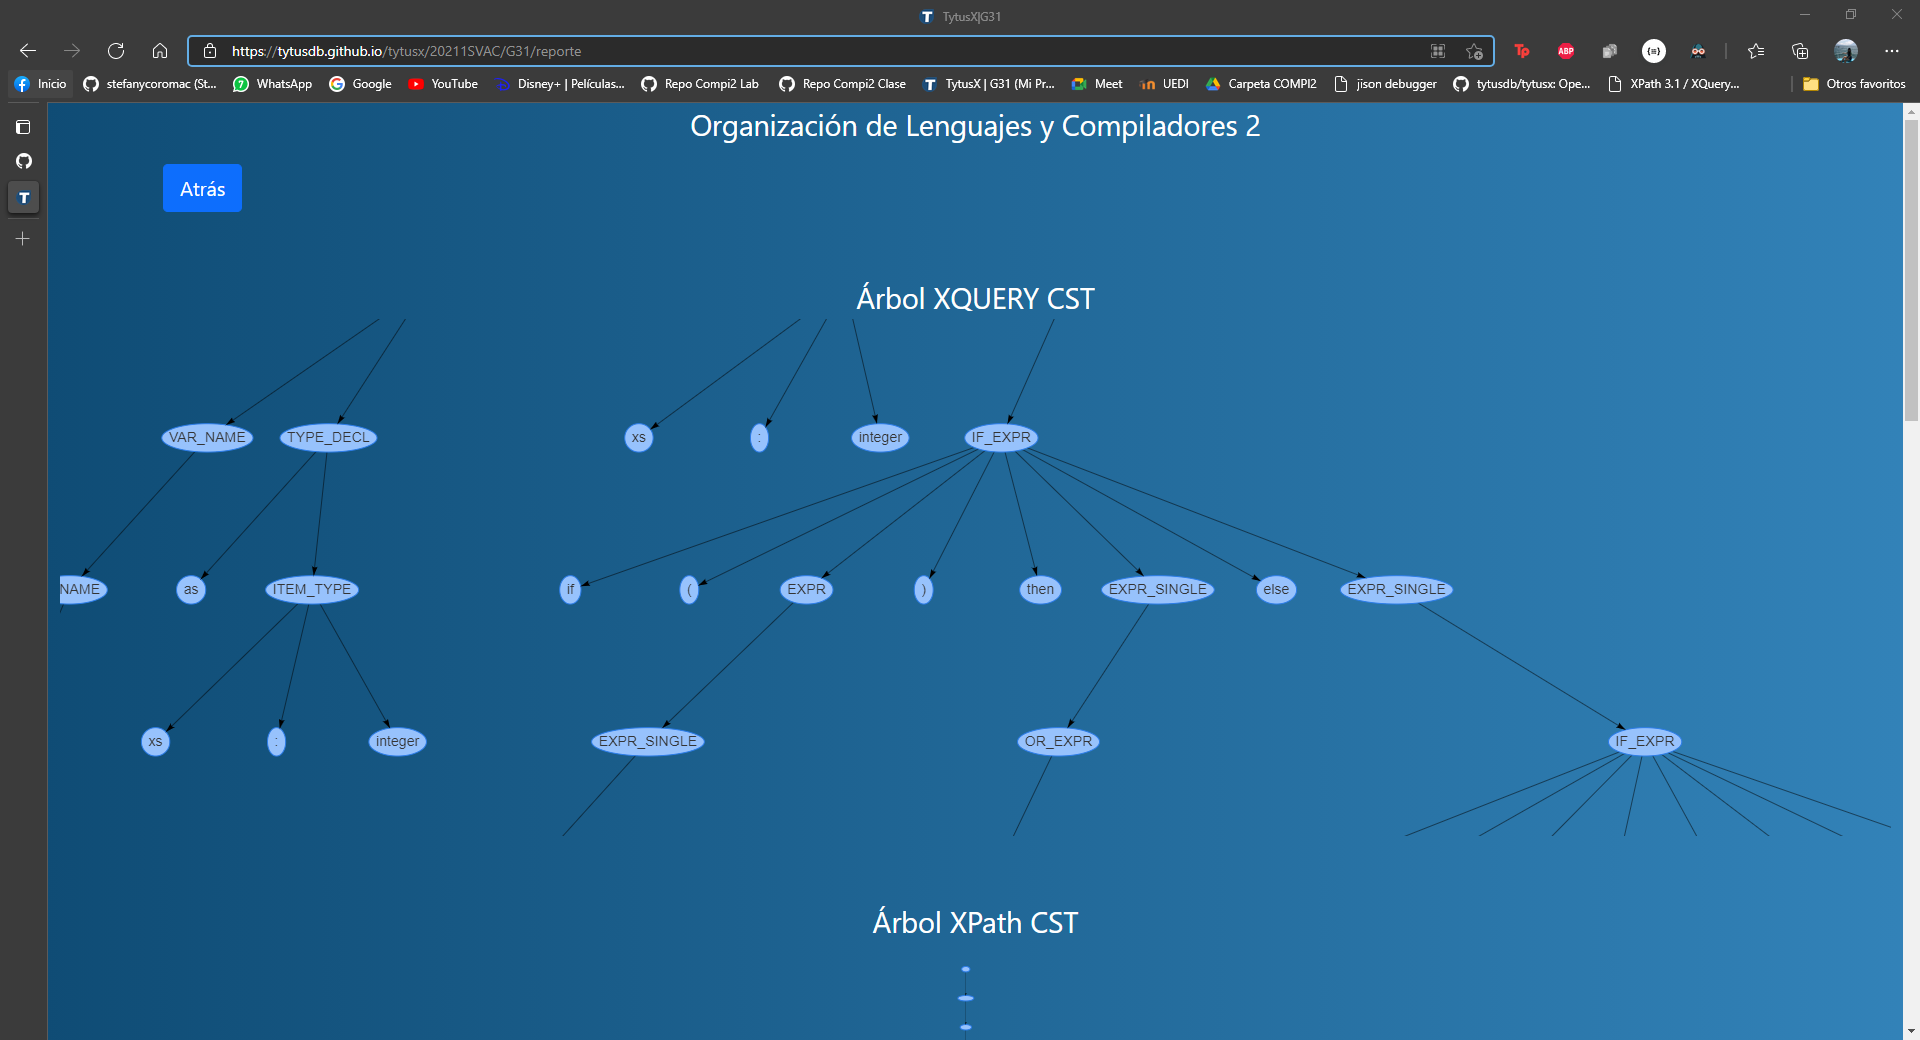 TytusX|G31
https://tytusdb.github.io/tytusx/20211SVAC/G31/reporte
Inicio
stefanycoromac (St...
WhatsApp
Google
YouTube
Disney+ | Películas...
Repo Compi2 Lab
Repo Compi2 Clase
TytusX | G31 (Mi Pr...
Meet
UEDI
Carpeta COMPI2
jison debugger
tytusdb/tytusx: Ope...
XPath 3.1 / XQuery...
Otros favoritos
Organización de Lenguajes y Compiladores 2
Atrás
Árbol XQUERY CST
VAR_NAME TYPE_DECL xs : integer IF_EXPR
NAME as ITEM_TYPE if ( EXPR ) then EXPR_SINGLE else EXPR_SINGLE
xs : integer EXPR_SINGLE OR_EXPR IF_EXPR
Árbol XPath CST